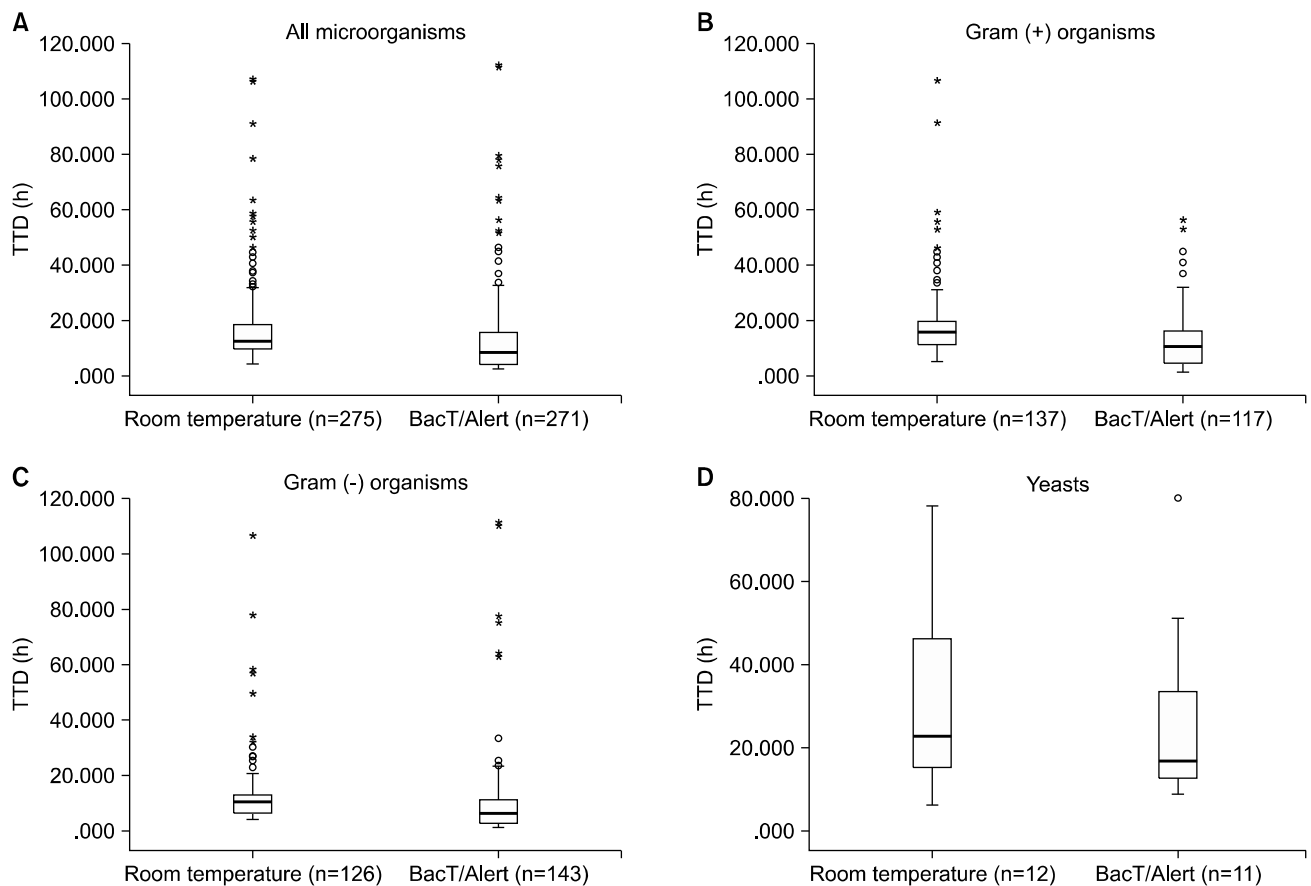 A
All microorganisms
120.000
100.000
80.000
60.000
40.000
20.000
.000
TTD (h)
Room temperature (n=275)
BacT/Alert (n=271)
B
Gram (+) organisms
120.000
100.000
80.000
60.000
40.000
20.000
.000
TTD (h)
Room temperature (n=137)
BacT/Alert (n=117)
C
Gram (-) organisms
120.000
100.000
80.000
60.000
40.000
20.000
.000
TTD (h)
Room temperature (n=126)
BacT/Alert (n=143)
D
Yeasts
80.000
60.000
40.000
20.000
.000
TTD (h)
Room temperature (n=12)
BacT/Alert (n=11)